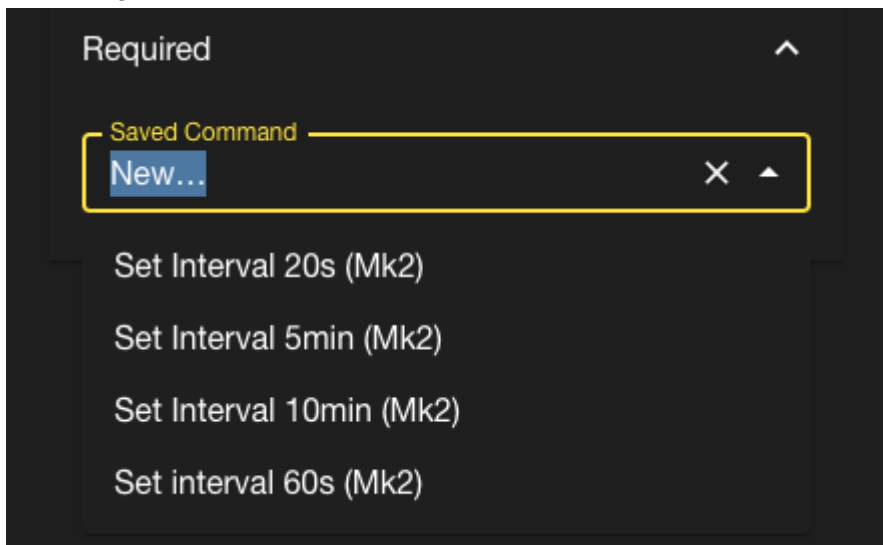 Required
Saved Command
New...
Set Interval 20s (Mk2)
Set Interval 5min (Mk2)
Set Interval 10min (Mk2)
Set interval 60s (Mk2)